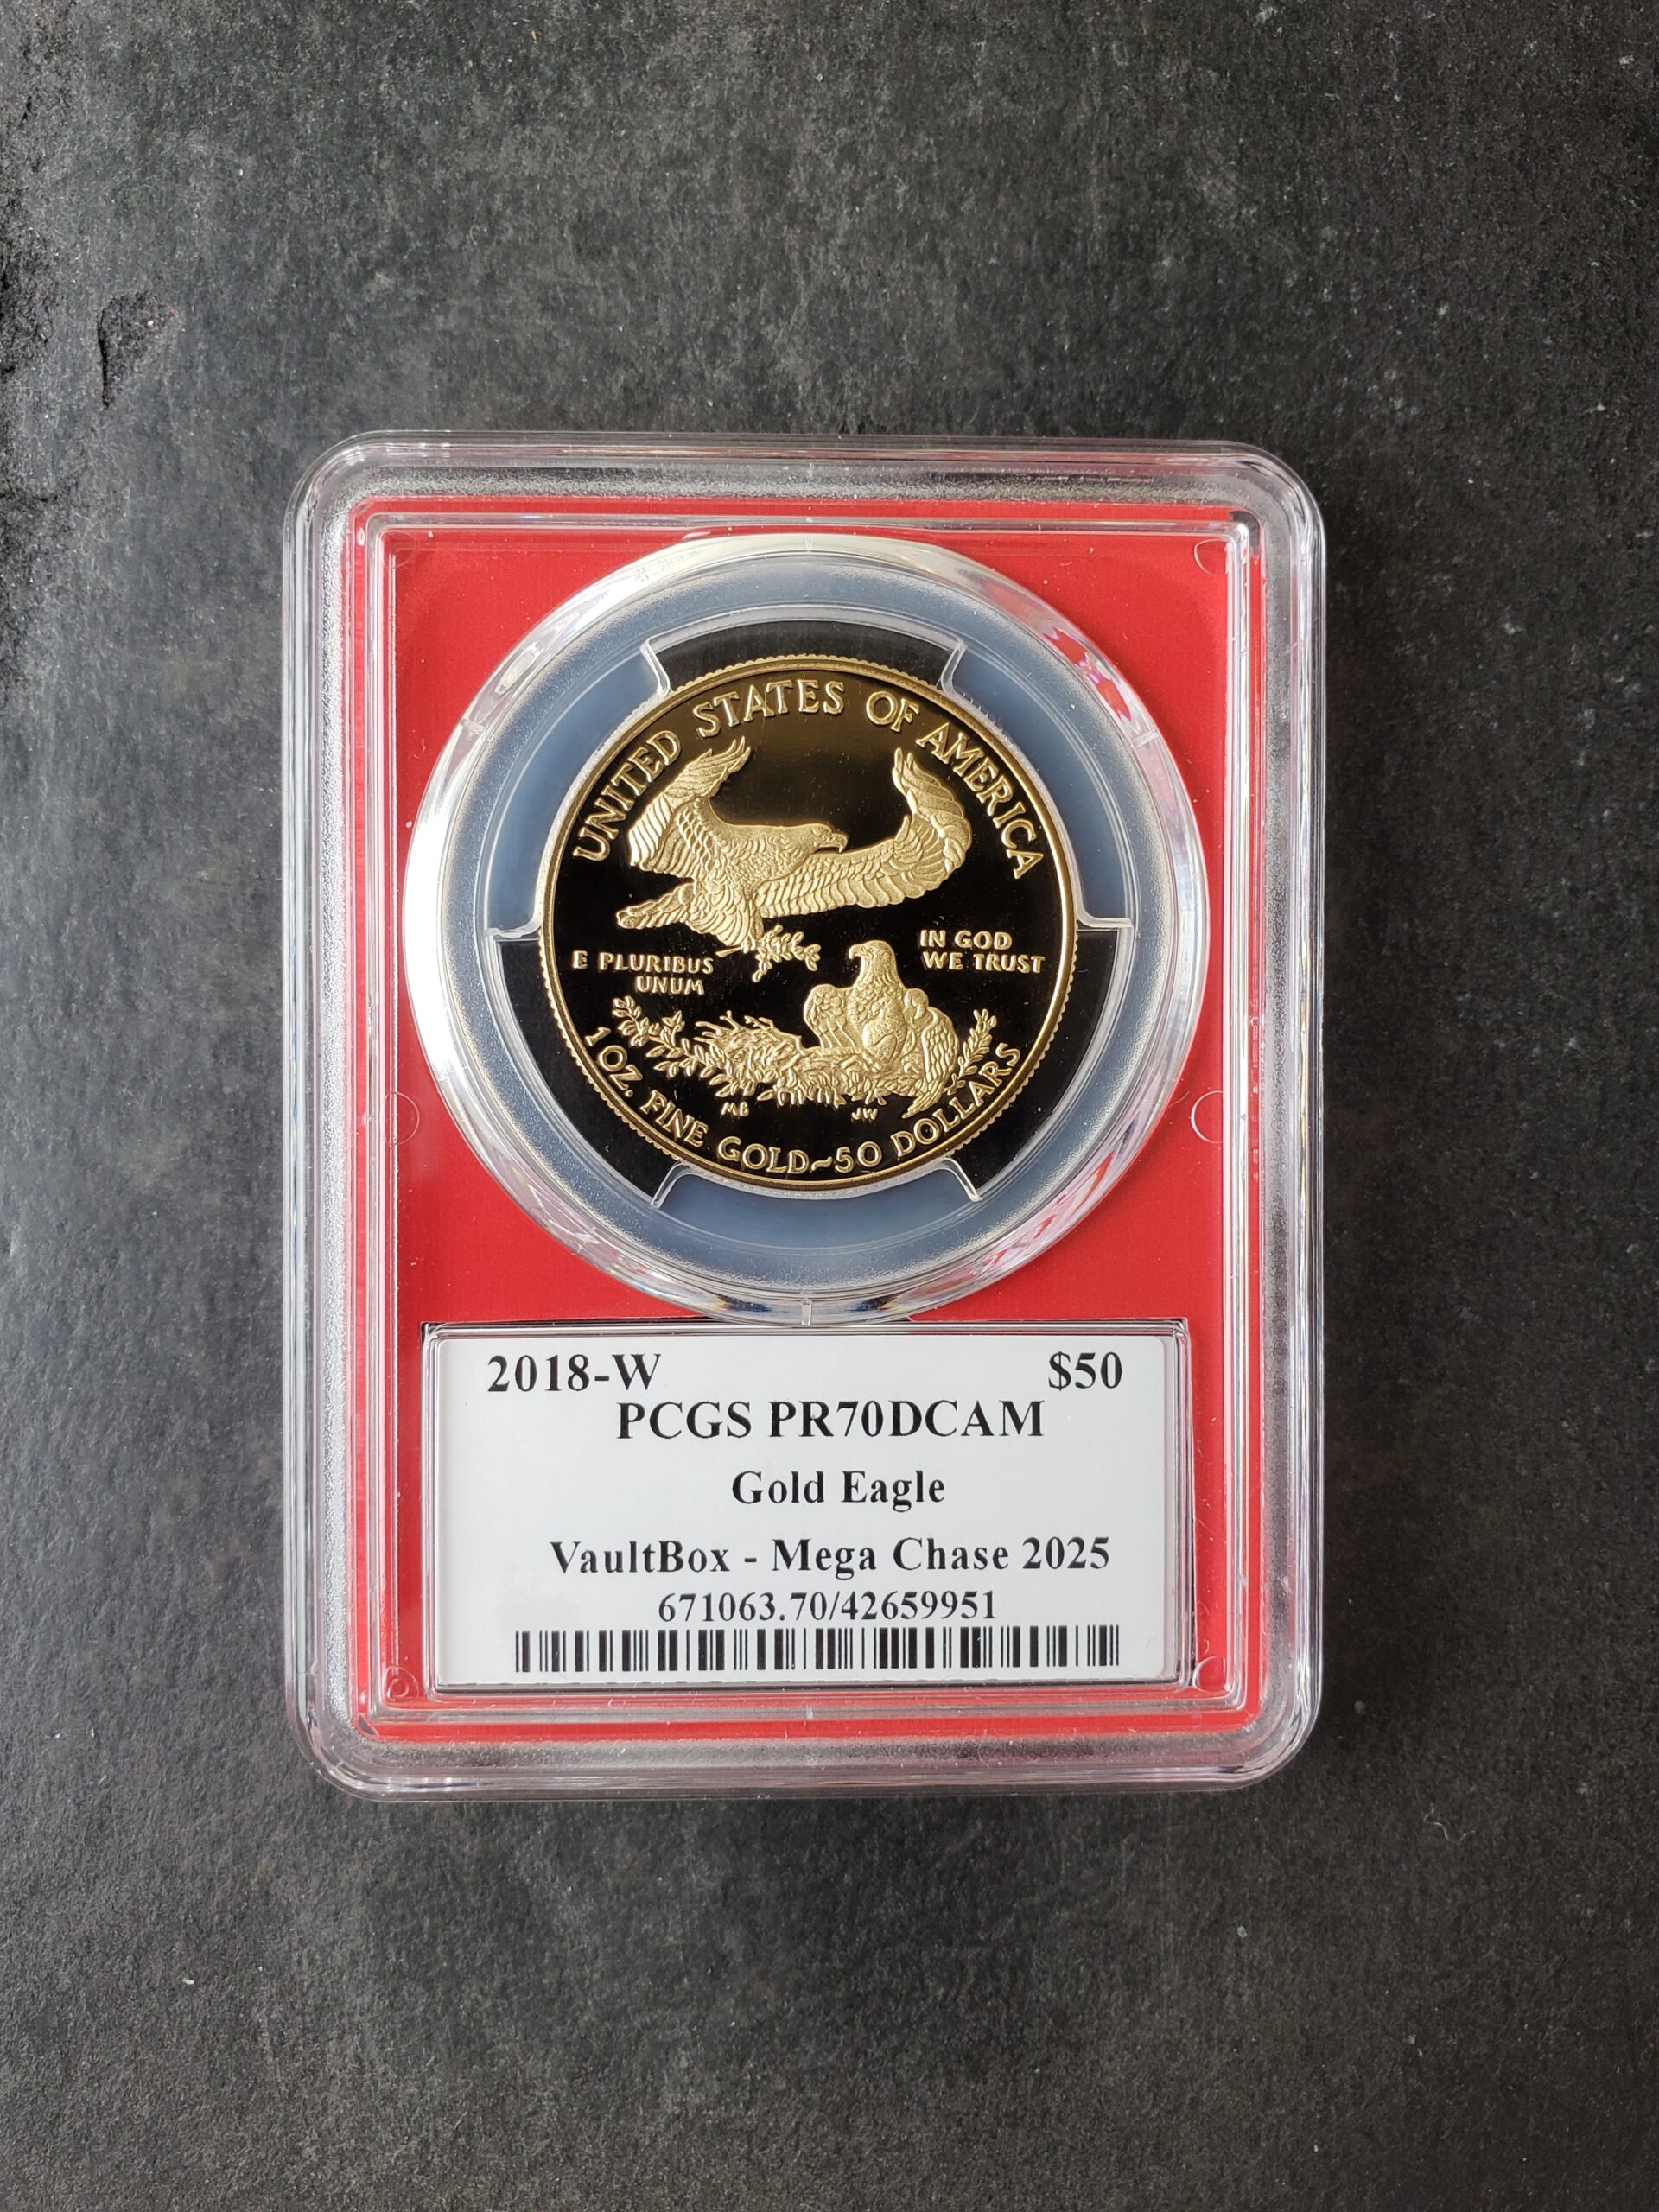 UNITED STATES OF AMERICA
E PLURIBUS
UNUM
IN GOD
WE TRUST
MB
JW
1 OZ. FINE GOLD~50 DOLLARS
2018-W $50
PCGS PR70DCAM
Gold Eagle
VaultBox - Mega Chase 2025
671063.70/42659951